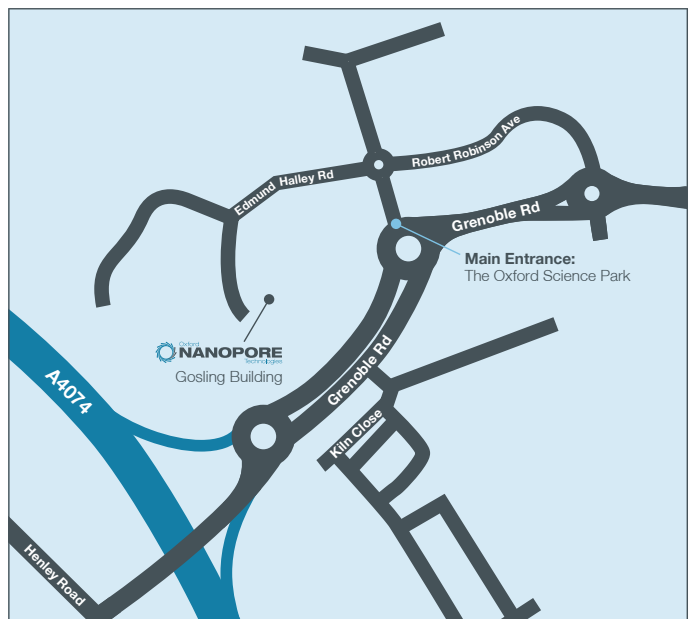 Robert Robinson Ave
Edmund Halley Rd
Grenoble Rd
Main Entrance:
The Oxford Science Park
Oxford
NANOPORE
Technologies
Gosling Building
Grenoble Rd
A4074
Kiln Close
Henley Road